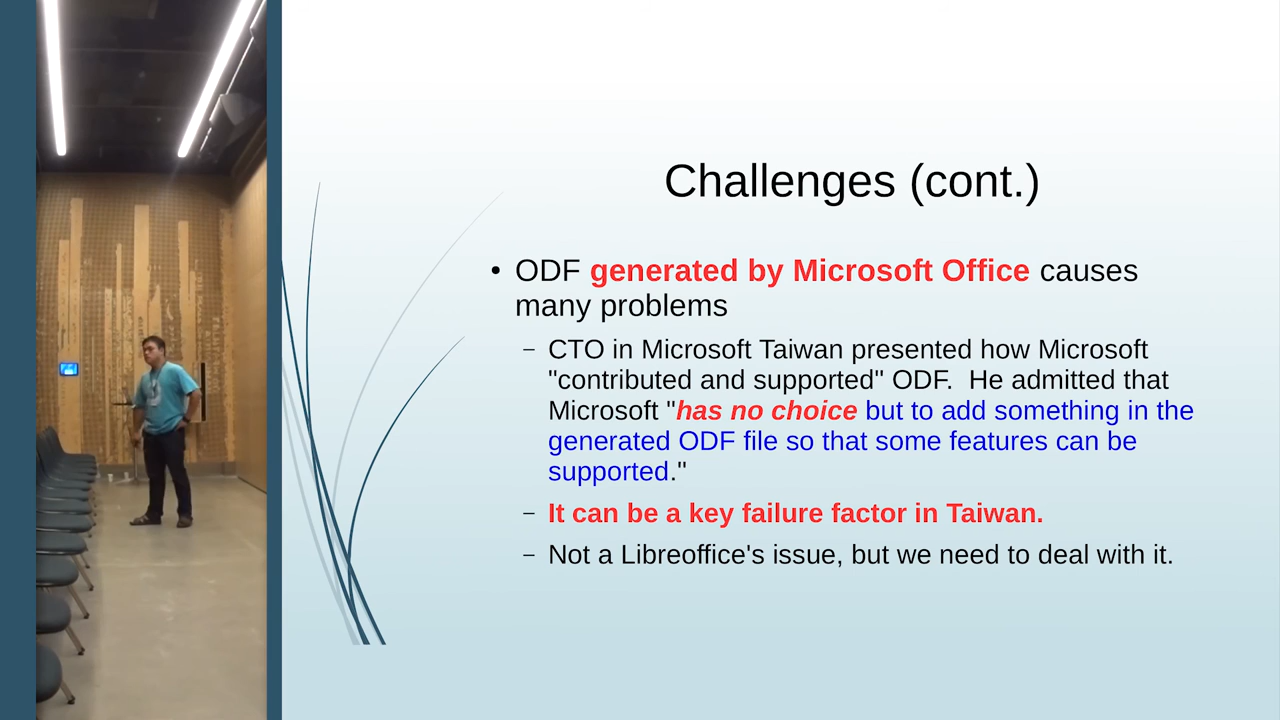 Challenges (cont.)
• ODF generated by Microsoft Office causes
many problems
– CTO in Microsoft Taiwan presented how Microsoft
"contributed and supported" ODF.  He admitted that
Microsoft "has no choice but to add something in the
generated ODF file so that some features can be
supported."
– It can be a key failure factor in Taiwan.
– Not a Libreoffice's issue, but we need to deal with it.